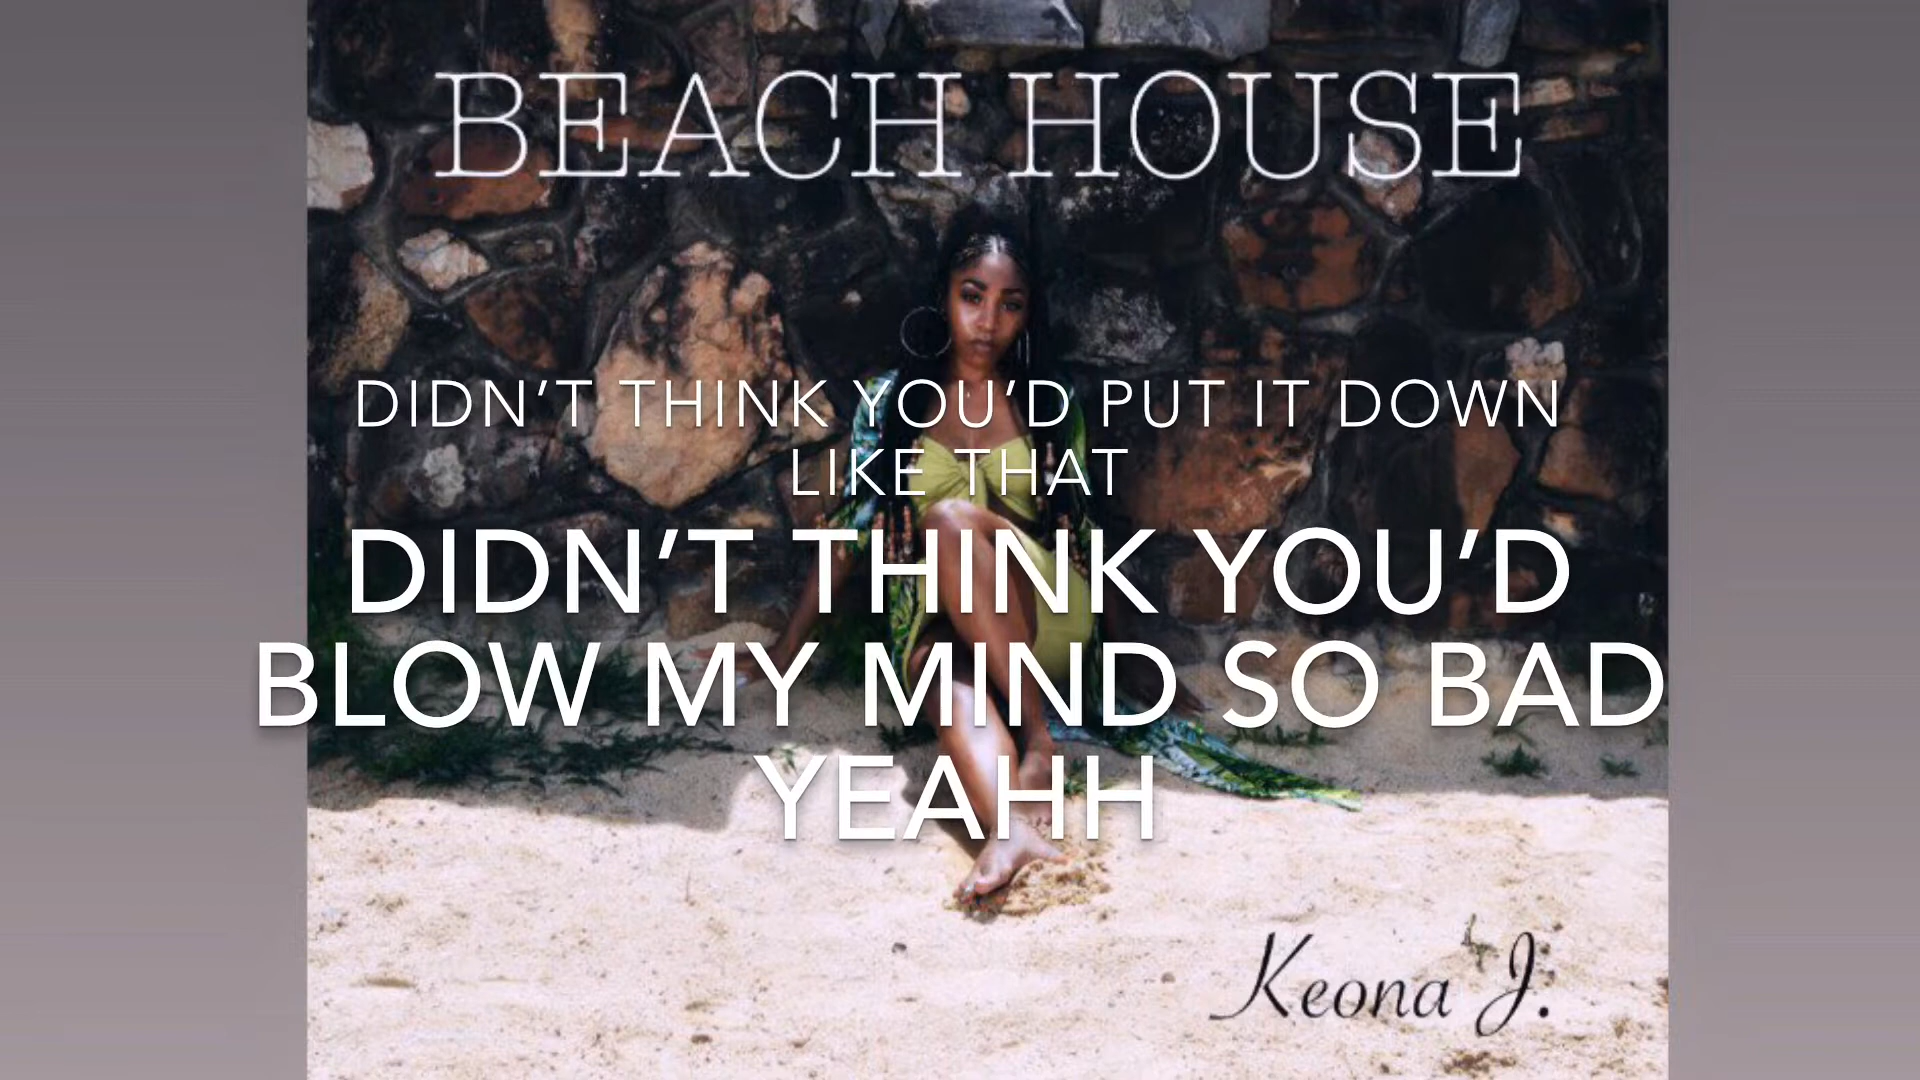 BEACH HOUSE
DIDN’T THINK YOU’D PUT IT DOWN
LIKE THAT
DIDN’T THINK YOU’D
BLOW MY MIND SO BAD
YEAHH
Keona J.